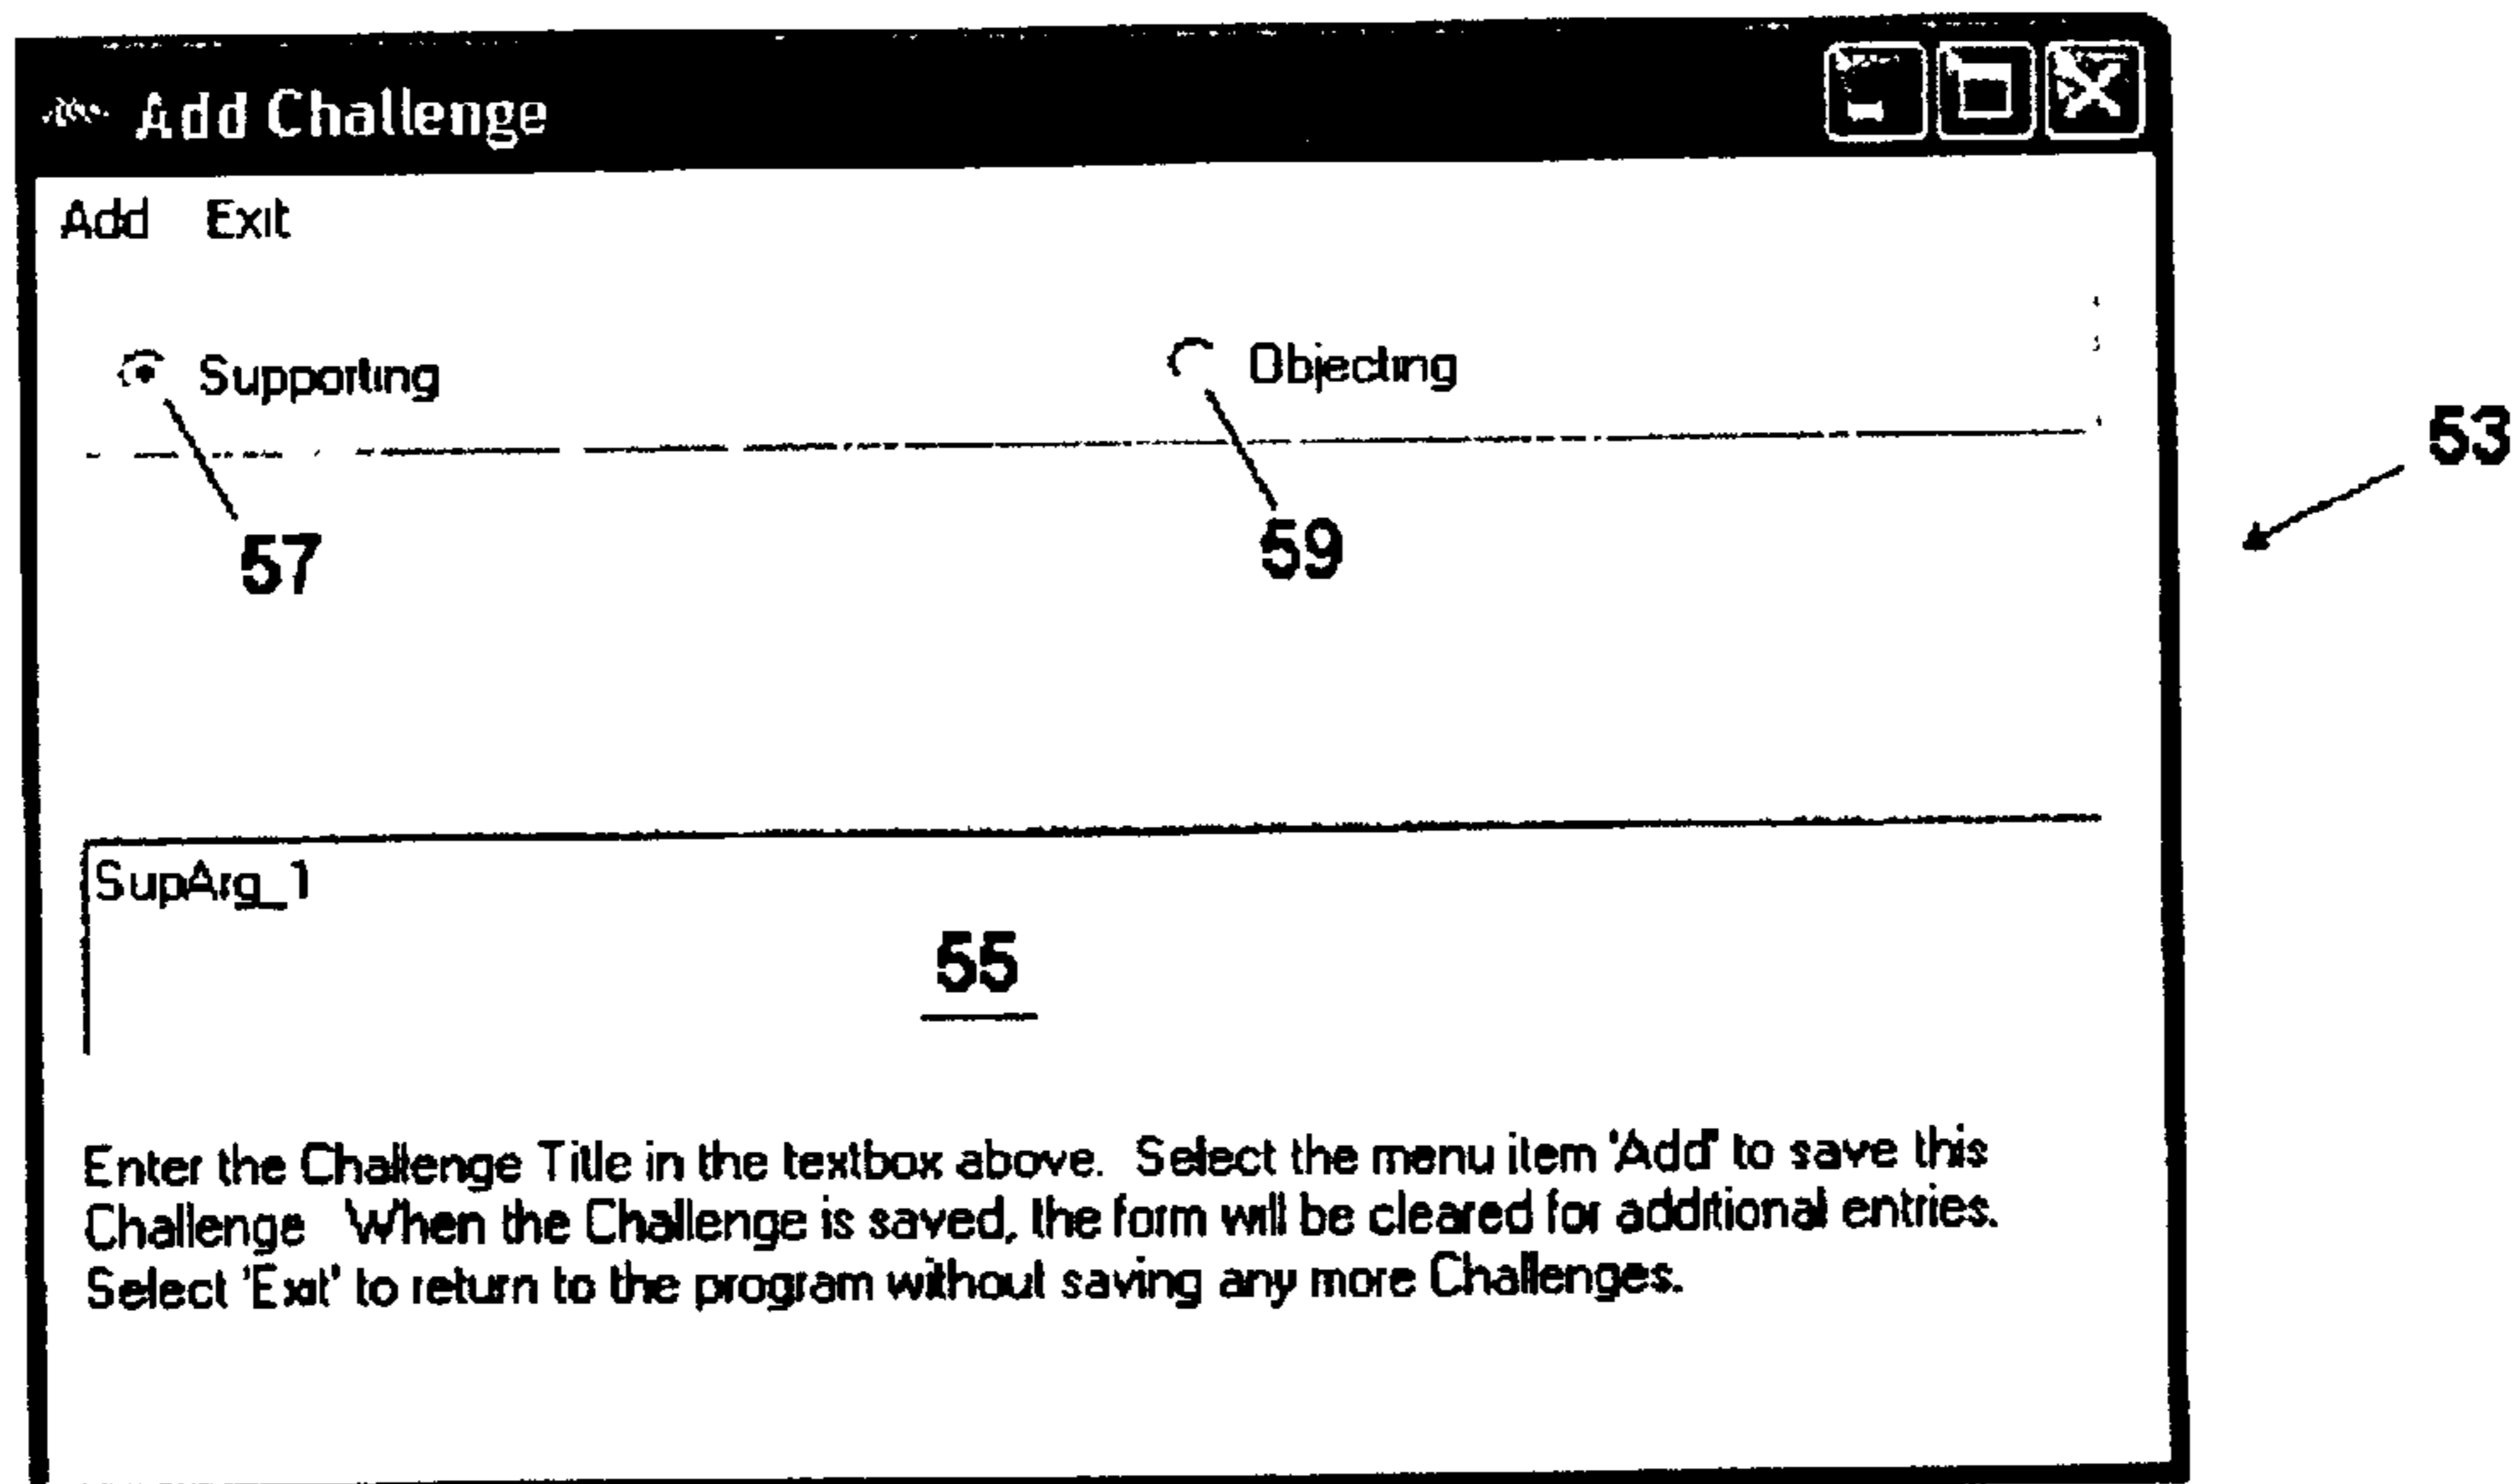 Add Challenge
Add Exit
Supporting Objecting
53
57 59
SupArg_1
55
Enter the Challenge Title in the textbox above. Select the menu item 'Add' to save this
Challenge When the Challenge is saved, the form will be cleared for additional entries.
Select 'Exit' to return to the program without saving any more Challenges.